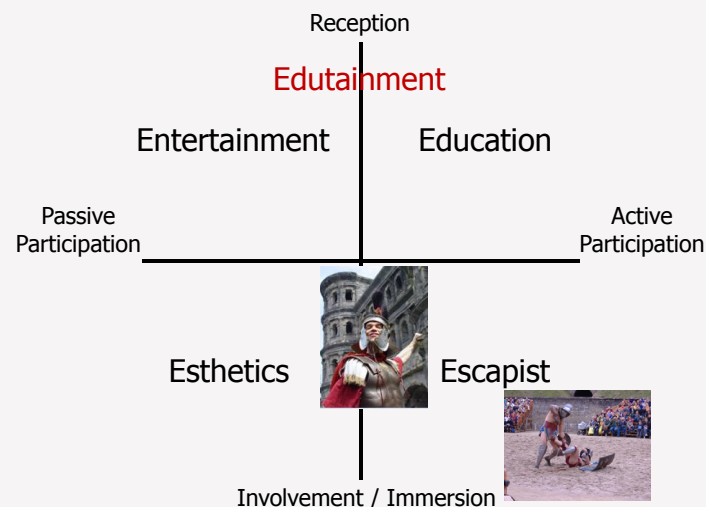 Reception
Edutainment
Entertainment Education
Passive
Participation
Active
Participation
Esthetics Escapist
Involvement / Immersion